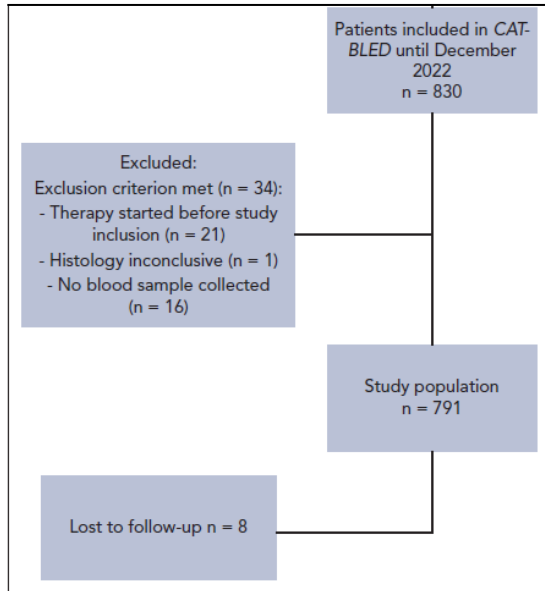 Patients included in CAT-
BLED until December
2022
n = 830
Excluded:
Exclusion criterion met (n = 34):
- Therapy started before study
inclusion (n = 21)
- Histology inconclusive (n = 1)
- No blood sample collected
(n = 16)
Study population
n = 791
Lost to follow-up n = 8